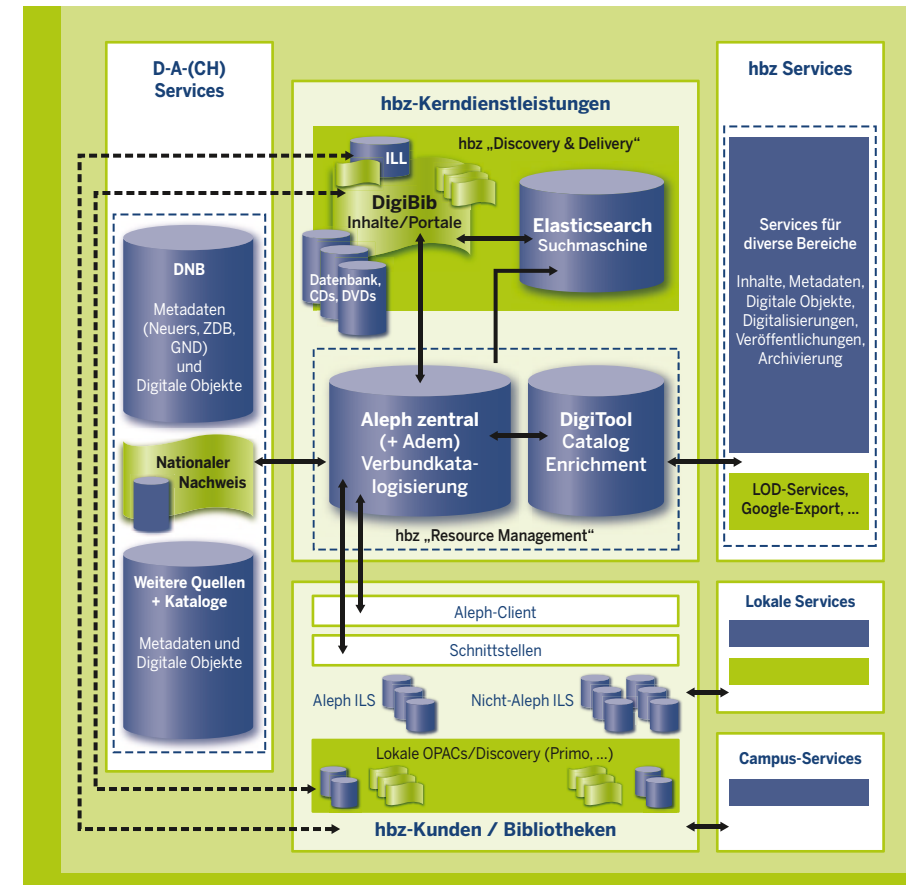 D-A-(CH)
Services
DNB
Metadaten
(Neuers, ZDB,
GND)
und
Digitale Objekte
Nationaler
Nachweis
Weitere Quellen
+ Kataloge
Metadaten und
Digitale Objekte
hbz-Kerndienstleistungen
hbz „Discovery & Delivery“
ILL
DigiBib
Inhalte/Portale
Elasticsearch
Suchmaschine
Datenbank,
CDs, DVDs
Aleph zentral
(+ Adem)
Verbundkata-
logisierung
DigiTool
Catalog
Enrichment
hbz „Resource Management“
Aleph-Client
Schnittstellen
Aleph ILS
Nicht-Aleph ILS
Lokale OPACs/Discovery (Primo, ...)
hbz-Kunden / Bibliotheken
hbz Services
Services für
diverse Bereiche
Inhalte, Metadaten,
Digitale Objekte,
Digitalisierungen,
Veröffentlichungen,
Archivierung
LOD-Services,
Google-Export, ...
Lokale Services
Campus-Services